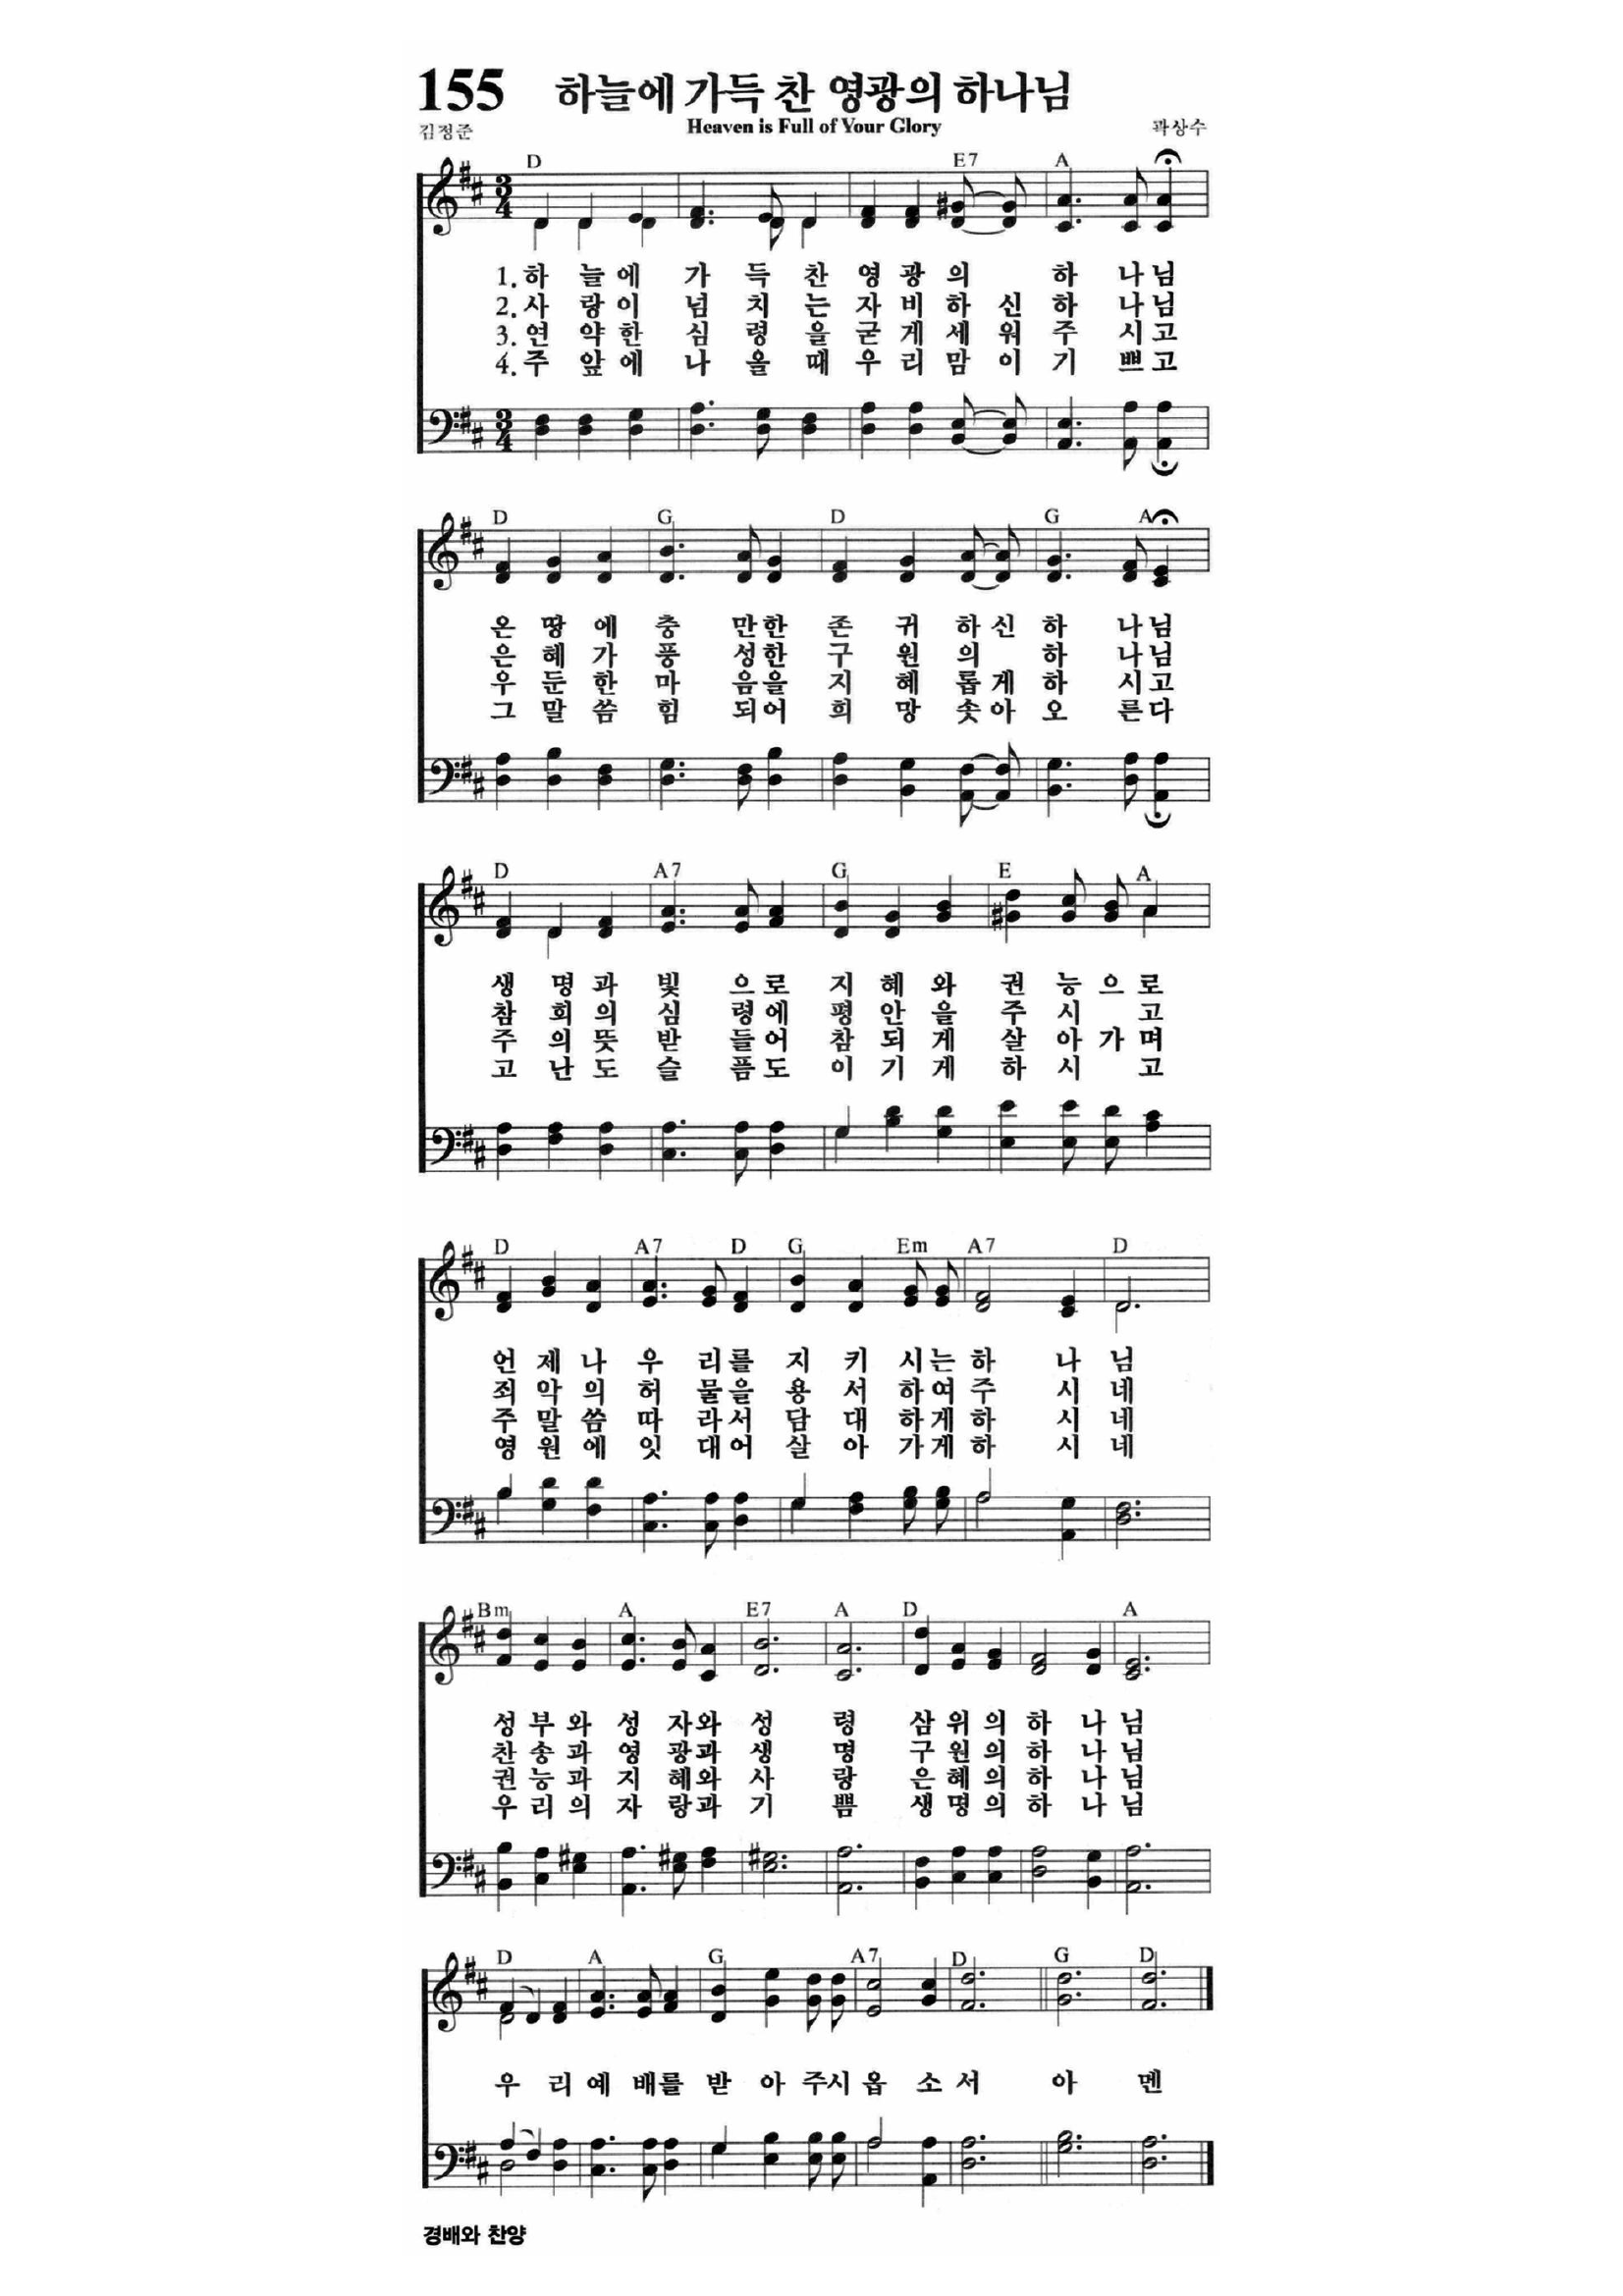 155 하늘에 가득 찬 영광의 하나님
김정준 Heaven is Full of Your Glory 곽상수
D E7 A
3 4
1. 하 늘 에 가 득 찬 영 광 의 하 나 님
2. 사 랑 이 넘 치 는 자 비 하 신 하 나 님
3. 연 약 한 심 령 을 굳 게 세 워 주 시 고
4. 주 앞 에 나 올 때 우 리 맘 이 기 쁘 고
3 4
D G D G A
온 땅 에 충 만 한 존 귀 하 신 하 나 님
은 혜 가 풍 성 한 구 원 의 하 나 님
우 둔 한 마 음 을 지 혜 롭 게 하 시 고
그 말 씀 힘 되 어 희 망 솟 아 오 른 다
D A7 G E A
생 명 과 빛 으 로 지 혜 와 권 능 으 로
참 회 의 심 령 에 평 안 을 주 시 고
주 의 뜻 받 들 어 참 되 게 살 아 가 며
고 난 도 슬 픔 도 이 기 게 하 시 고
D A7 D G Em A7 D
언 제 나 우 리 를 지 키 시 는 하 나 님
죄 악 의 허 물 을 용 서 하 여 주 시 네
주 말 씀 따 라 서 담 대 하 게 하 시 네
영 원 에 잇 대 어 살 아 가 게 하 시 네
Bm A E7 A D A
성 부 와 성 자 와 성 령 삼 위 의 하 나 님
찬 송 과 영 광 과 생 명 구 원 의 하 나 님
권 능 과 지 혜 와 사 랑 은 혜 의 하 나 님
우 리 의 자 랑 과 기 쁨 생 명 의 하 나 님
D A G A7 D G D
우 리 예 배 를 받 아 주 시 옵 소 서 아 멘
경배와 찬양